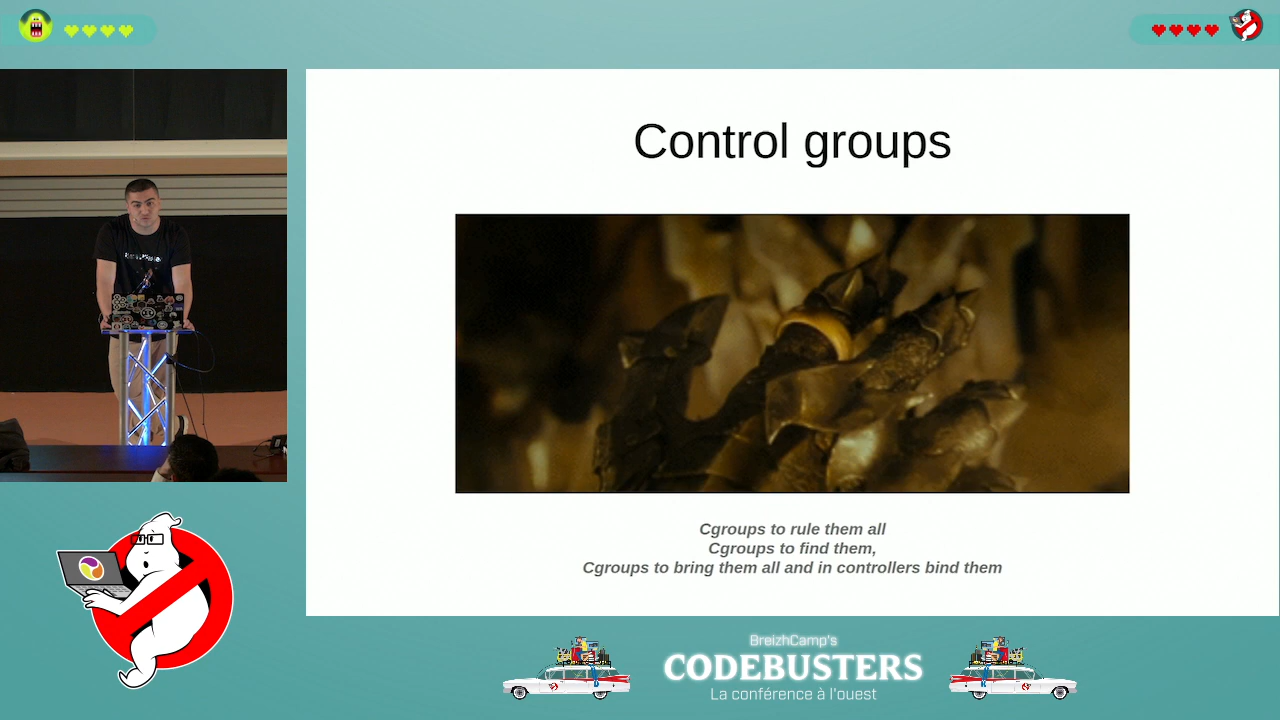 Control groups
Cgroups to rule them all
Cgroups to find them,
Cgroups to bring them all and in controllers bind them
BreizhCamp's
CODEBUSTERS
La conférence à l'ouest